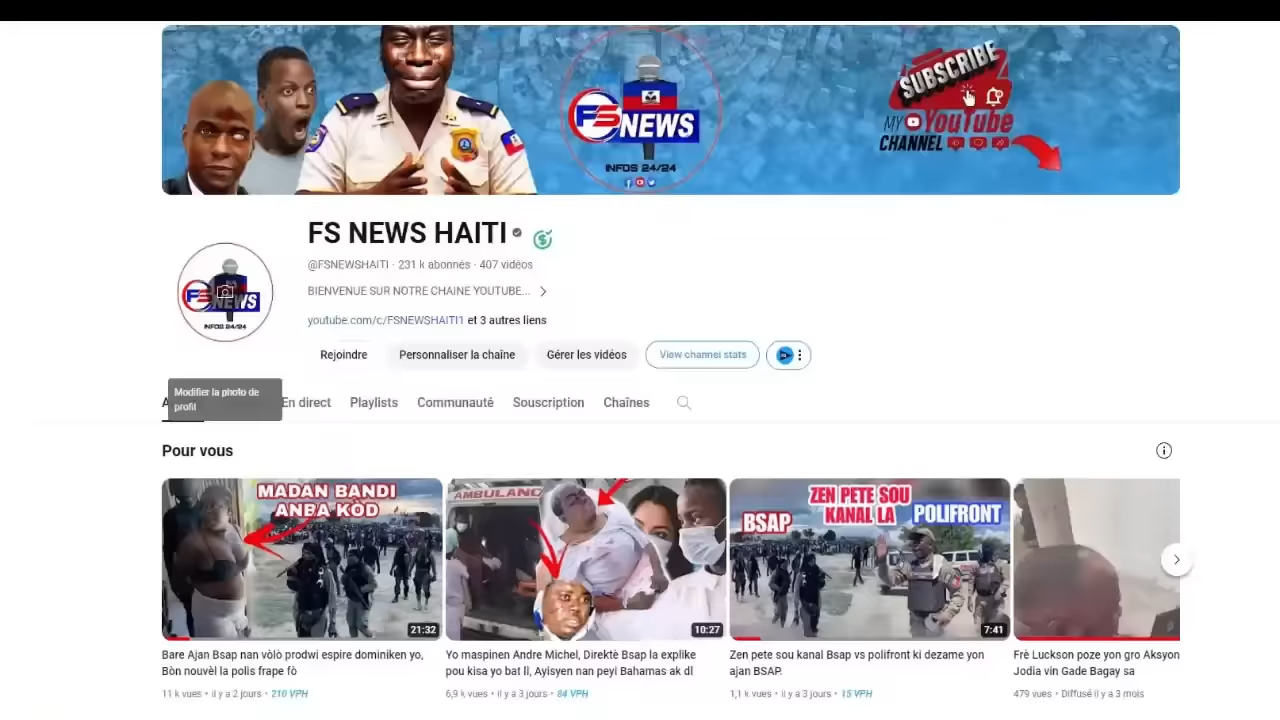 SUBSCRIBE
MY YouTube
CHANNEL
FS NEWS
INFOS 24/24
FS NEWS HAITI
@FSNEWSHAITI · 231 k abonnés · 407 vidéos
BIENVENUE SUR NOTRE CHAINE YOUTUBE...
FS NEWS
INFOS 24/24
youtube.com/c/FSNEWSHAITI1 et 3 autres liens
Rejoindre Personnaliser la chaîne Gérer les vidéos View channel stats
Modifier la photo de
profil
En direct Playlists Communauté Souscription Chaînes
Pour vous
MADAN BANDI
ANBA KÒD
21:32
AMBULANC
10:27
ZEN PETE SOU
KANAL LA
BSAP
POLIFRONT
7:41
Bare Ajan Bsap nan vòlò prodwi espire dominiken yo,
Bòn nouvèl la polis frape fò
11 k vues • il y a 2 jours • 210 VPH
Yo maspinen Andre Michel, Direktè Bsap la explike
pou kisa yo bat li, Ayisyen nan peyi Bahamas ak dl
6,9 k vues • il y a 3 jours • 84 VPH
Zen pete sou kanal Bsap vs polifront ki dezame yon
ajan BSAP.
1,1 k vues • il y a 3 jours • 15 VPH
Frè Luckson poze yon gro Aksyon
Jodia vin Gade Bagay sa
479 vues • Diffusé il y a 3 mois